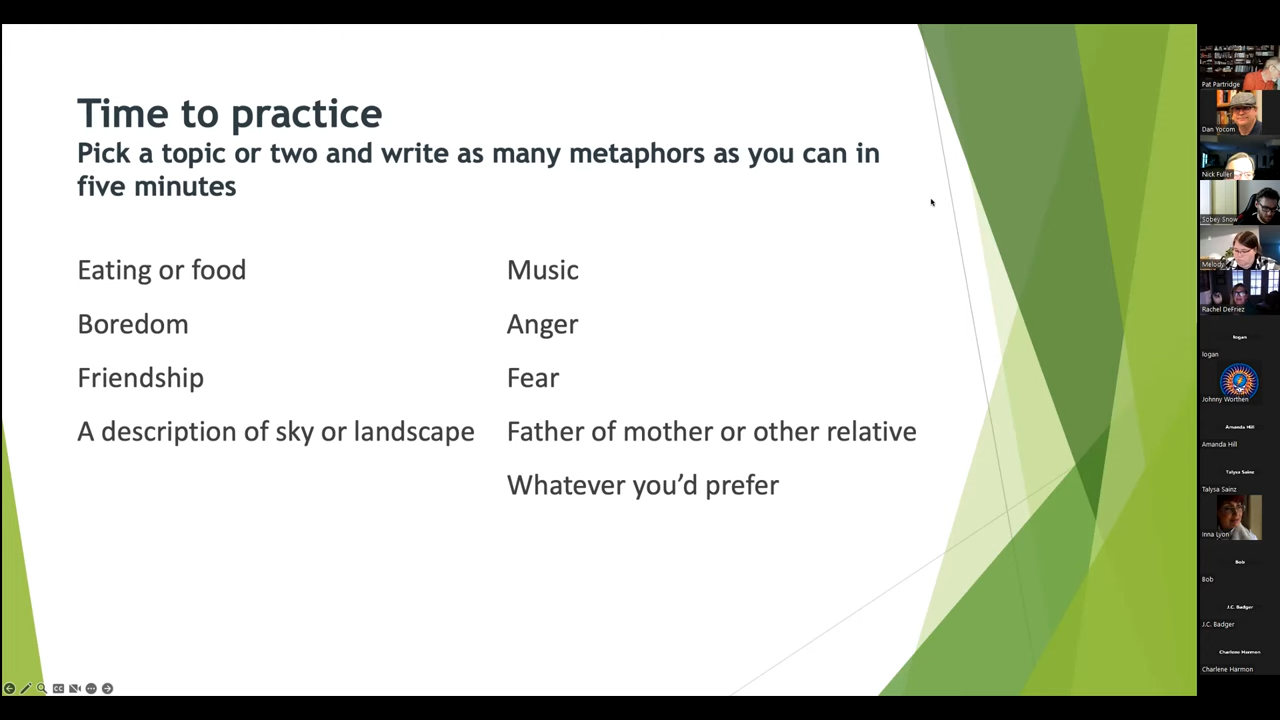 Time to practice
Pick a topic or two and write as many metaphors as you can in
five minutes
Eating or food
Boredom
Friendship
A description of sky or landscape
Music
Anger
Fear
Father of mother or other relative
Whatever you’d prefer
Pat Partridge
Dan Yocom
Nick Fuller
Sobey Snow
Melody
Rachel DeFriez
logan
logan
Johnny Worthen
Amanda Hill
Amanda Hill
Talysa Sainz
Talysa Sainz
Inna Lyon
Bob
Bob
J.C. Badger
J.C. Badger
Charlene Harmon
Charlene Harmon
CC